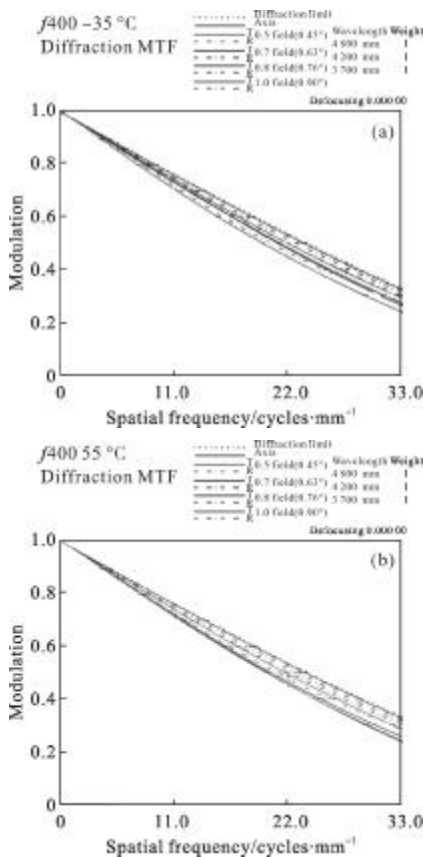 f400 -35 °C
Diffraction MTF
Diffraction limit
Axis
T R 0.5 field(0.45°) Wavelength Weight
T R 0.7 field(0.63°) 4 800 nm 1
T R 0.8 field(0.76°) 4 200 nm 1
T R 1.0 field(0.90°) 3 700 nm 1
Defocusing 0.000 00
(a)
1.0
0.8
0.6
0.4
0.2
0
Modulation
0 11.0 22.0 33.0
Spatial frequency/cycles·mm⁻¹
f400 55 °C
Diffraction MTF
Diffraction limit
Axis
T R 0.5 field(0.45°) Wavelength Weight
T R 0.7 field(0.63°) 4 800 nm 1
T R 0.8 field(0.76°) 4 200 nm 1
T R 1.0 field(0.90°) 3 700 nm 1
Defocusing 0.000 00
(b)
1.0
0.8
0.6
0.4
0.2
0
Modulation
0 11.0 22.0 33.0
Spatial frequency/cycles·mm⁻¹